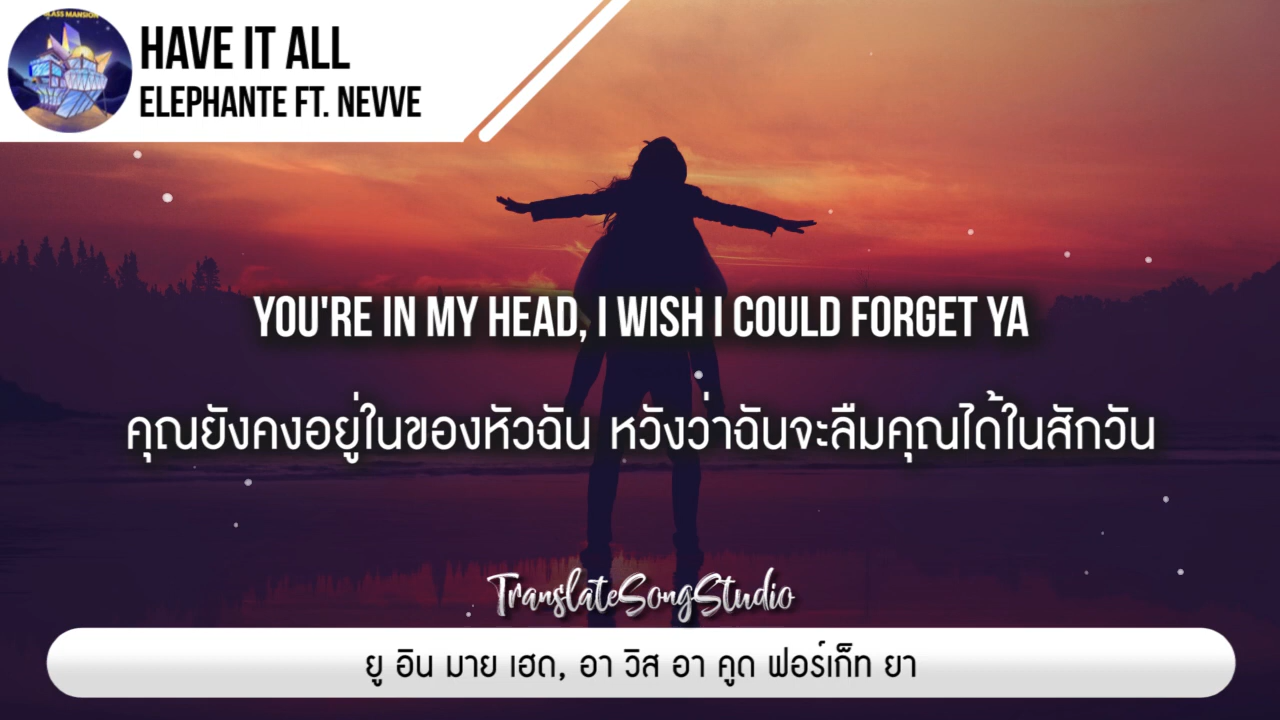 GLASS MANSION
HAVE IT ALL
ELEPHANTE FT. NEVVE
YOU'RE IN MY HEAD, I WISH I COULD FORGET YA
คุณยังคงอยู่ในของหัวฉัน หวังว่าฉันจะลืมคุณได้ในสักวัน
TranslateSongStudio
ยู อิน มาย เฮด, อา วิส อา คูด ฟอร์เก็ท ยา